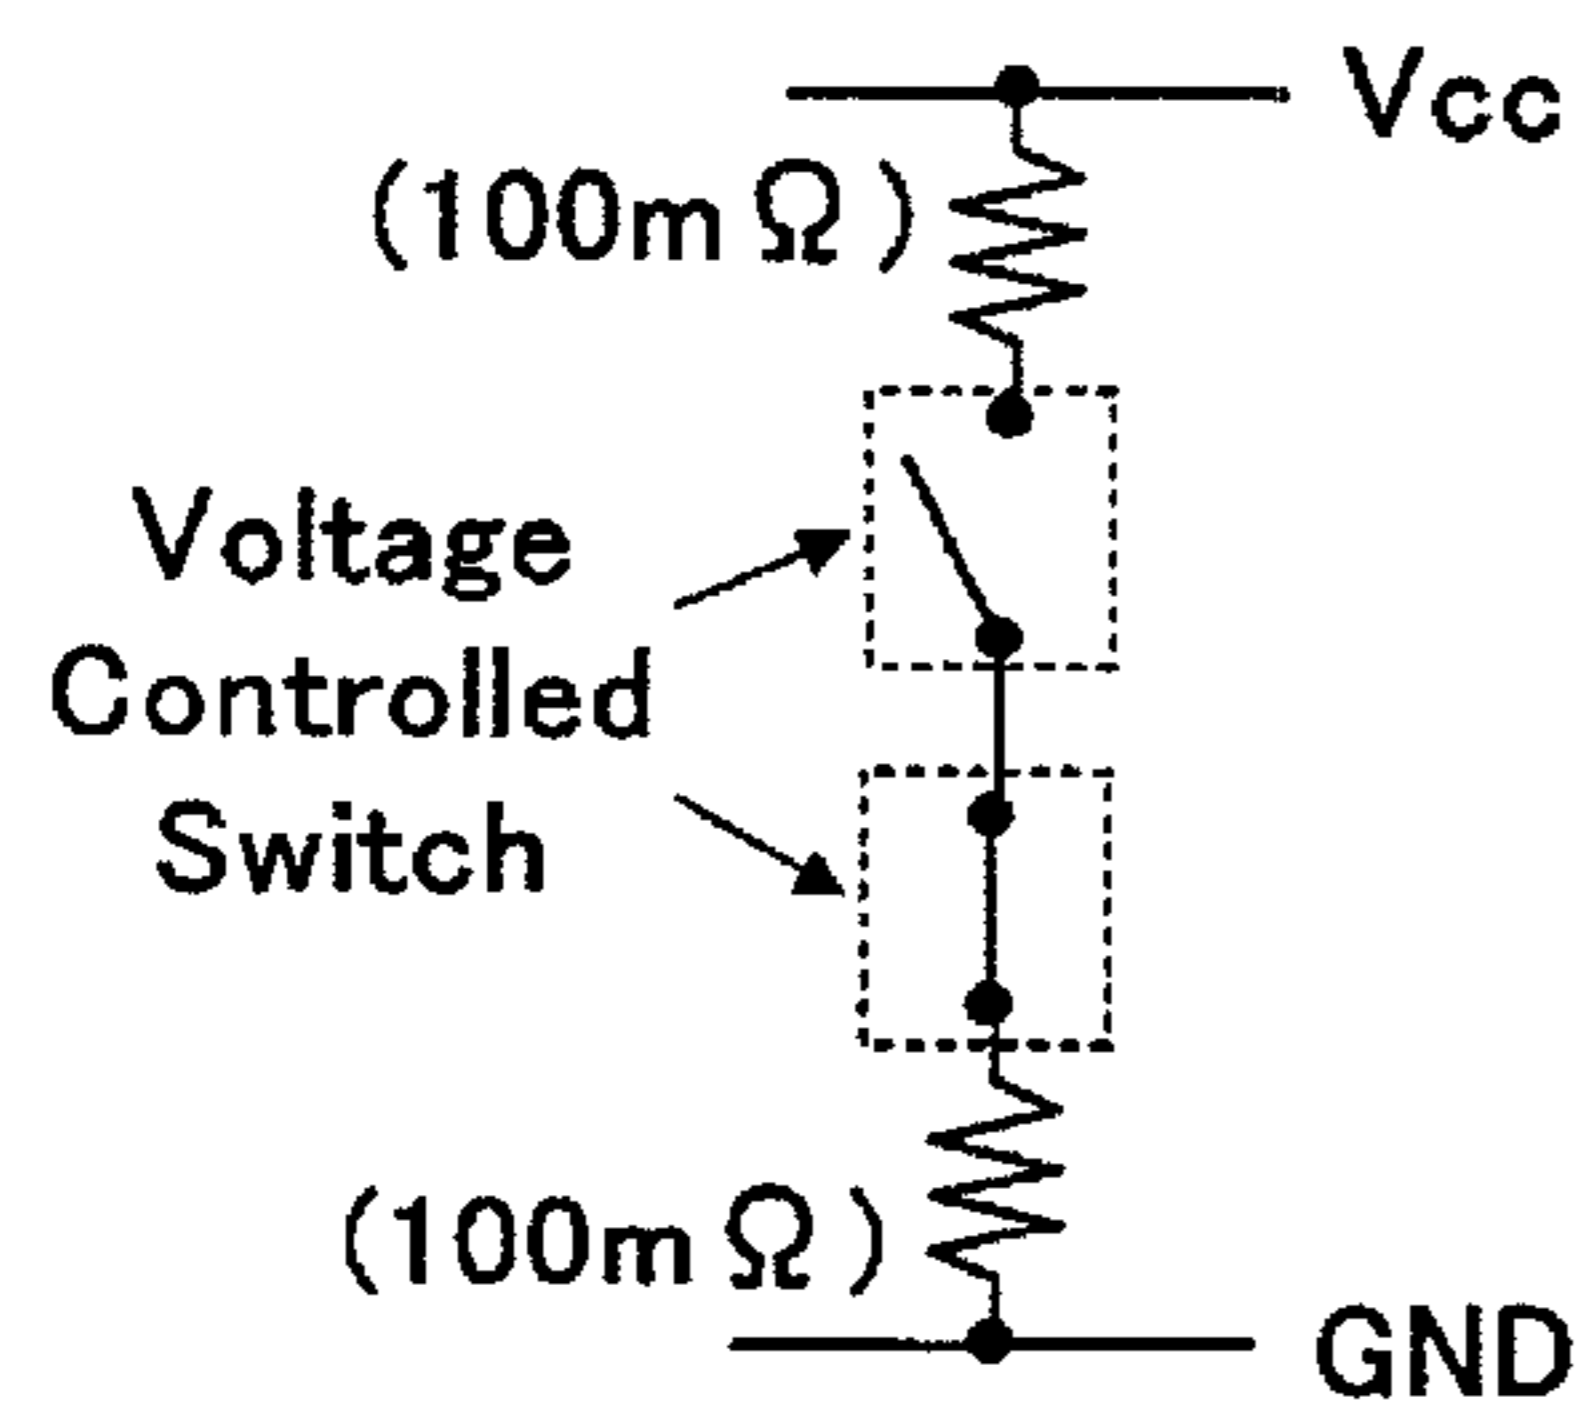 Vcc
(100mΩ)
Voltage
Controlled
Switch
(100mΩ)
GND